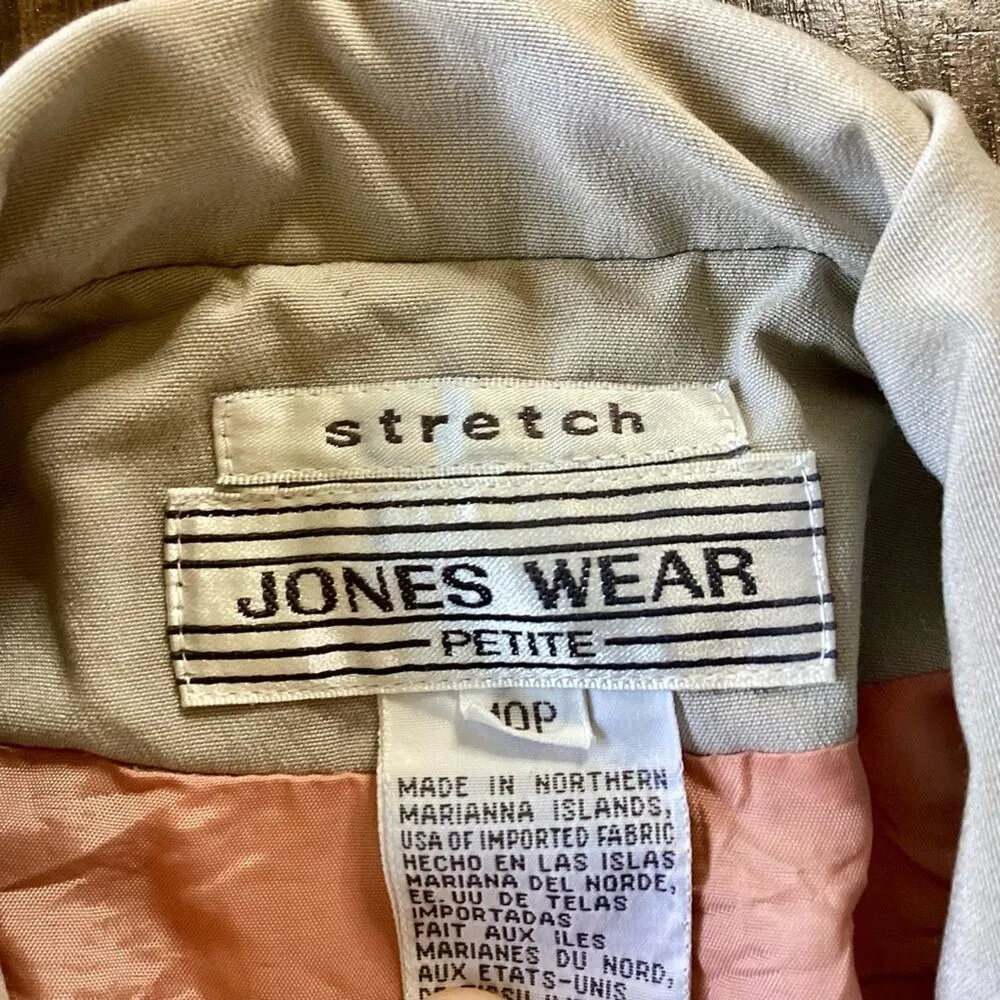 stretch
JONES WEAR
PETITE
10P
MADE IN NORTHERN
MARIANNA ISLANDS,
USA OF IMPORTED FABRIC
HECHO EN LAS ISLAS
MARIANA DEL NORDE,
EE.UU DE TELAS
IMPORTADAS
FAIT AUX ILES
MARIANES DU NORD,
AUX ETATS-UNIS